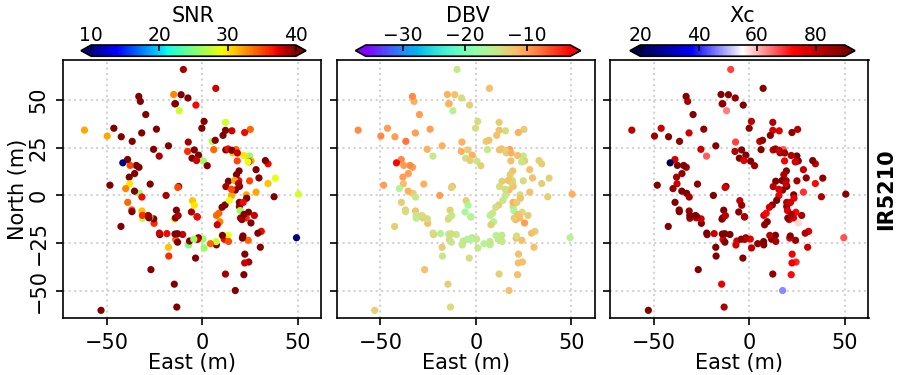 SNR DBV Xc
10 20 30 40 −30 −20 −10 20 40 60 80
50
25
0
−25
−50
North (m)
IR5210
−50 0 50 −50 0 50 −50 0 50
East (m) East (m) East (m)